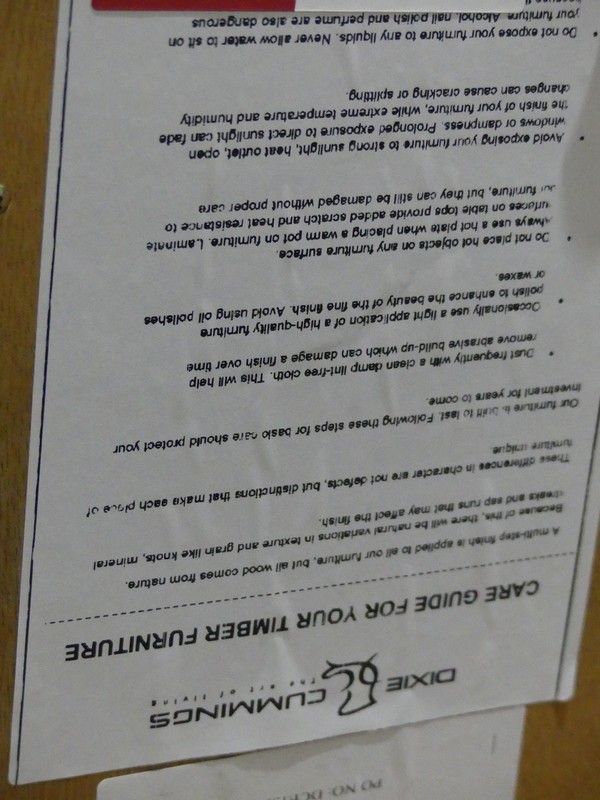 DIXIE CUMMINGS
The Art of Living
CARE GUIDE FOR YOUR TIMBER FURNITURE
A multi-step finish is applied to all our furniture, but all wood comes from nature.
Because of this, there will be natural variations in texture and grain like knots, mineral
streaks and sap runs that may affect the finish.
These differences in character are not defects, but distinctions that make each piece of
furniture unique.
Our furniture is built to last. Following these steps for basic care should protect your
investment for years to come.
• Dust frequently with a clean damp lint-free cloth. This will help
remove abrasive build-up which can damage a finish over time
• Occasionally use a light application of a high-quality furniture
polish to enhance the beauty of the fine finish. Avoid using oil polishes
or waxes.
• Do not place hot objects on any furniture surface.
Always use a hot plate when placing a warm pot on furniture. Laminate
surfaces on table tops provide added scratch and heat resistance to
furniture, but they can still be damaged without proper care
• Avoid exposing your furniture to strong sunlight, heat outlet, open
windows or dampness. Prolonged exposure to direct sunlight can fade
the finish of your furniture, while extreme temperature and humidity
changes can cause cracking or splitting.
• Do not expose your furniture to any liquids. Never allow water to sit on
your furniture. Alcohol, nail polish and perfume are also dangerous
PO NO: